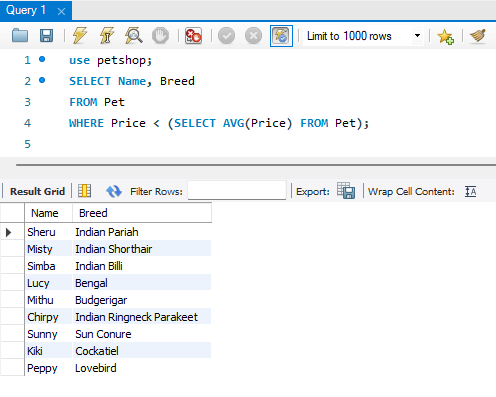 Query 1
Limit to 1000 rows
1 use petshop;
2 SELECT Name, Breed
3 FROM Pet
4 WHERE Price < (SELECT AVG(Price) FROM Pet);
5
Result Grid Filter Rows: Export: Wrap Cell Content: IA
Name Breed
Sheru Indian Pariah
Misty Indian Shorthair
Simba Indian Billi
Lucy Bengal
Mithu Budgerigar
Chirpy Indian Ringneck Parakeet
Sunny Sun Conure
Kiki Cockatiel
Peppy Lovebird